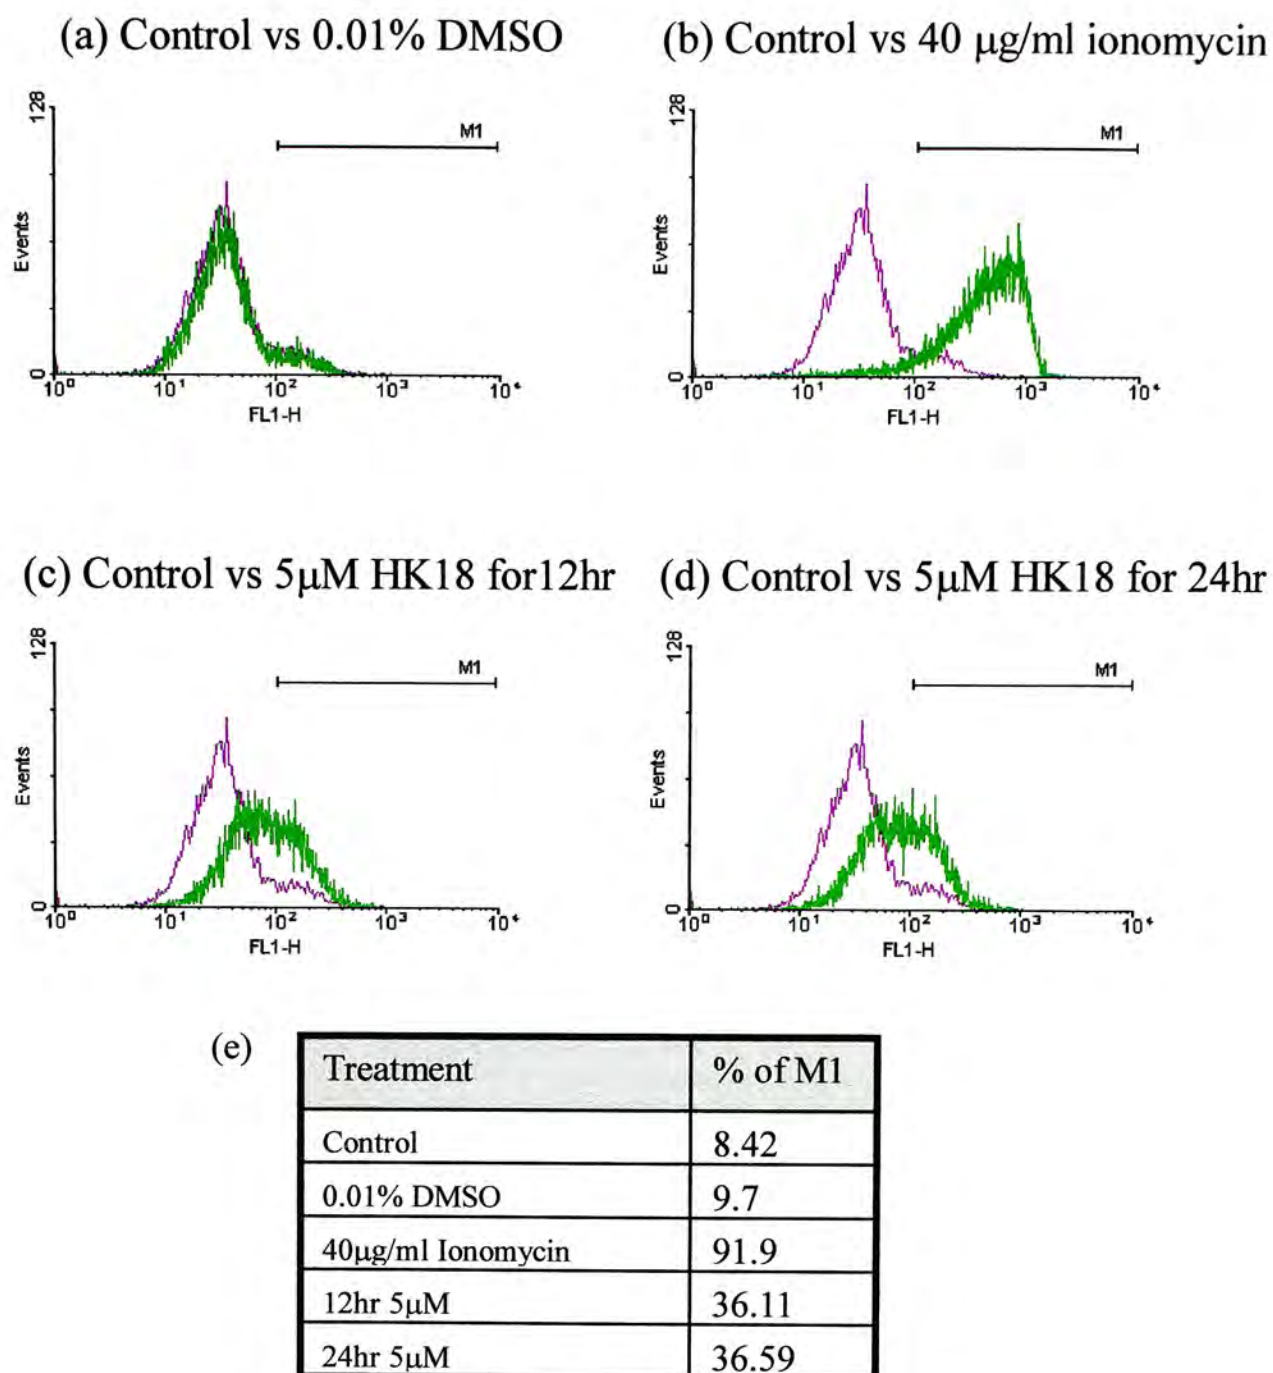 (a) Control vs 0.01% DMSO
128
M1
Events
0
10⁰ 10¹ 10² 10³ 10⁴
FL1-H
(b) Control vs 40 µg/ml ionomycin
128
M1
Events
0
10⁰ 10¹ 10² 10³ 10⁴
FL1-H
(c) Control vs 5µM HK18 for12hr
128
M1
Events
0
10⁰ 10¹ 10² 10³ 10⁴
FL1-H
(d) Control vs 5µM HK18 for 24hr
128
M1
Events
0
10⁰ 10¹ 10² 10³ 10⁴
FL1-H
(e)
Treatment % of M1
Control 8.42
0.01% DMSO 9.7
40µg/ml Ionomycin 91.9
12hr 5µM 36.11
24hr 5µM 36.59